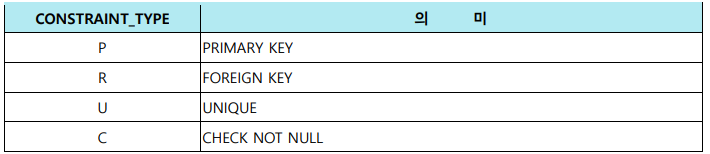 CONSTRAINT_TYPE 의 미
P PRIMARY KEY
R FOREIGN KEY
U UNIQUE
C CHECK NOT NULL